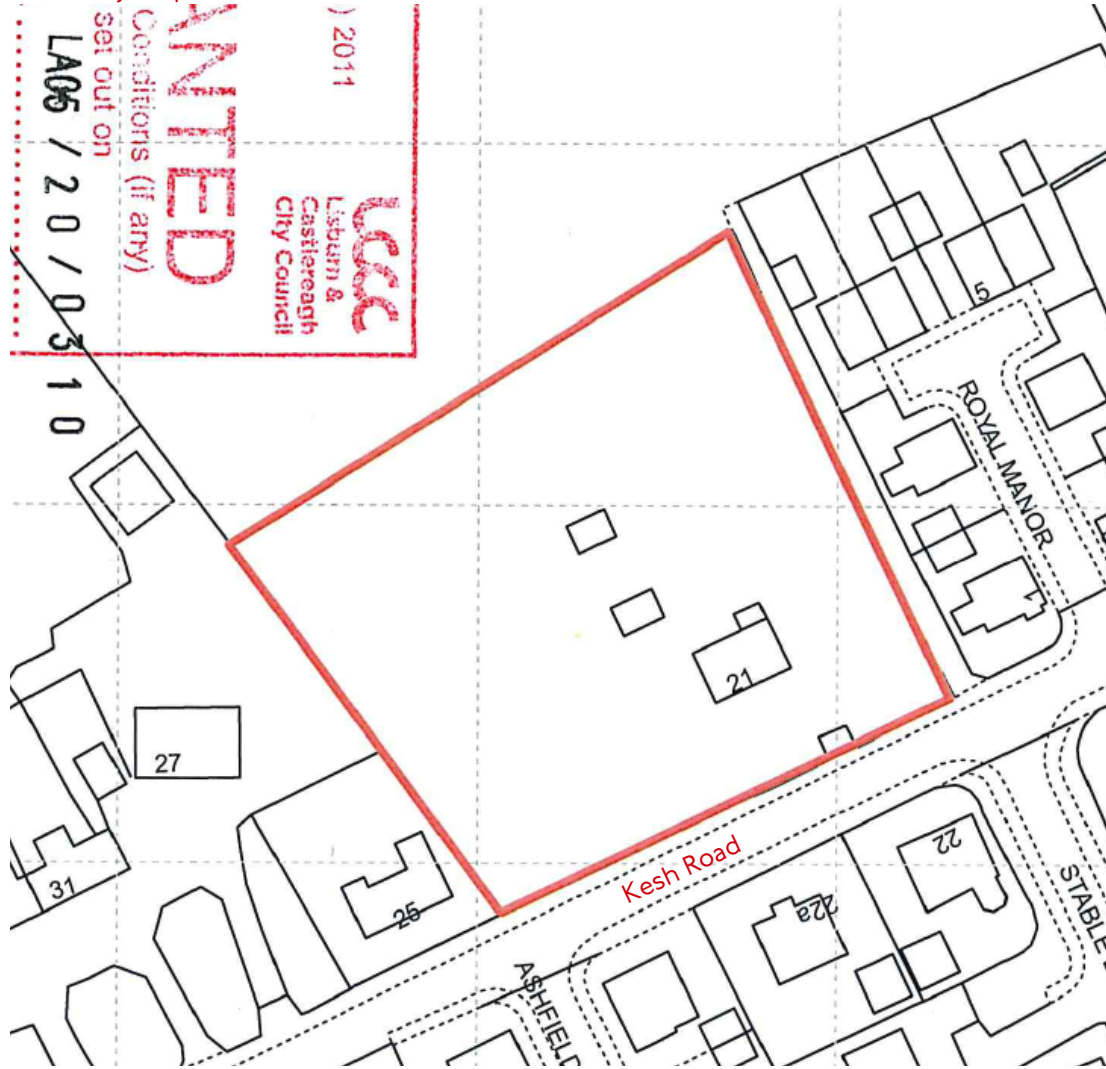 ) 2011
LCCC
Lisburn &
Castlereagh
City Council
ANTED
Conditions (if any)
set out on
LA05 / 20 / 0310
5
ROYAL MANOR
1
21
27
31
25
Kesh Road
22
22a
STABLE
ASHFIELD